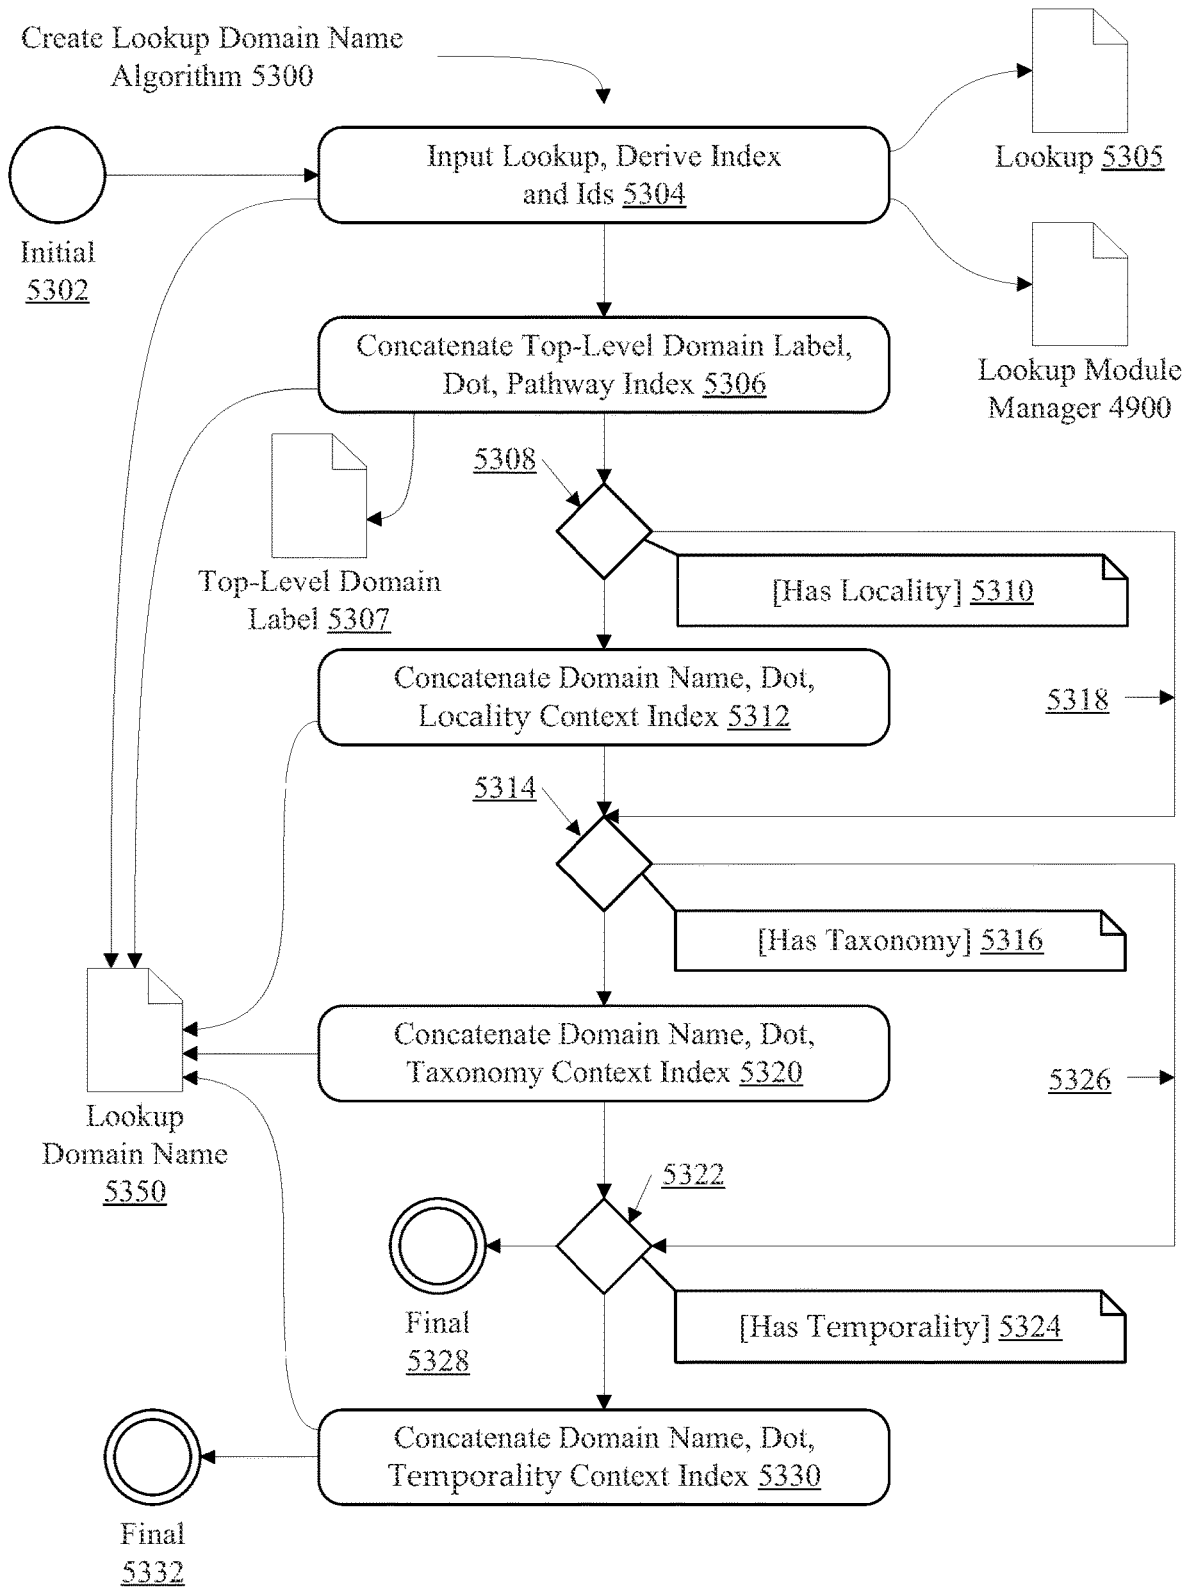 Create Lookup Domain Name
Algorithm 5300
Lookup 5305
Input Lookup, Derive Index
and Ids 5304
Initial
5302
Lookup Module
Manager 4900
Concatenate Top-Level Domain Label,
Dot, Pathway Index 5306
5308
Top-Level Domain
Label 5307
[Has Locality] 5310
Concatenate Domain Name, Dot,
Locality Context Index 5312
5318
5314
[Has Taxonomy] 5316
Concatenate Domain Name, Dot,
Taxonomy Context Index 5320
5326
Lookup
Domain Name
5350
5322
Final
5328
[Has Temporality] 5324
Concatenate Domain Name, Dot,
Temporality Context Index 5330
Final
5332